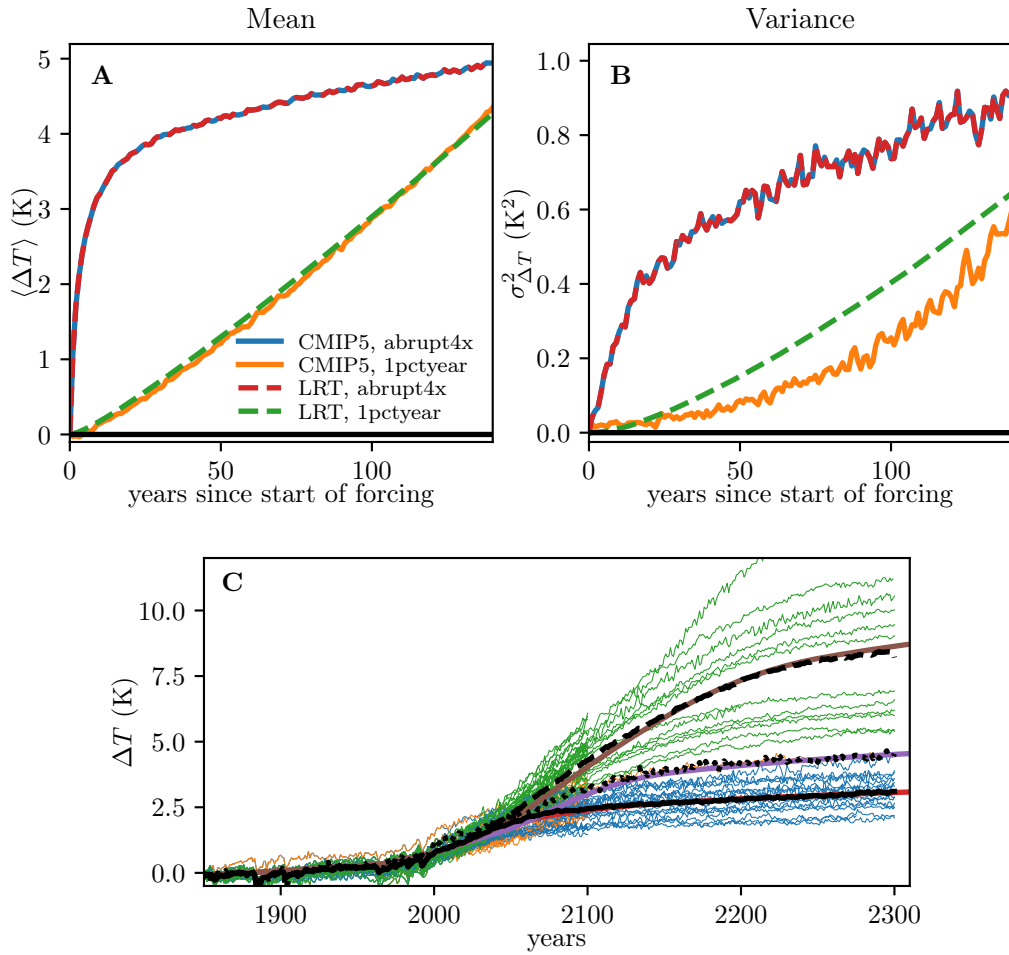 Mean
Variance
A
5
4
3
2
1
0
⟨ΔT⟩ (K)
CMIP5, abrupt4x
CMIP5, 1pctyear
LRT, abrupt4x
LRT, 1pctyear
0 50 100
years since start of forcing
B
1.0
0.8
0.6
0.4
0.2
0.0
σ²ΔT (K²)
0 50 100
years since start of forcing
C
10.0
7.5
5.0
2.5
0.0
ΔT (K)
1900 2000 2100 2200 2300
years